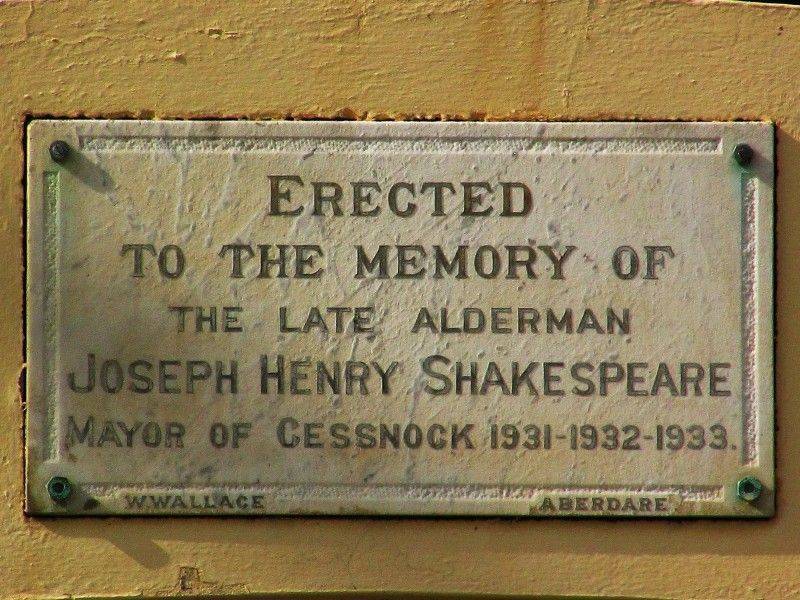 ERECTED
TO THE MEMORY OF
THE LATE ALDERMAN
JOSEPH HENRY SHAKESPEARE
MAYOR OF CESSNOCK 1931-1932-1933.
W WALLACE ABERDARE